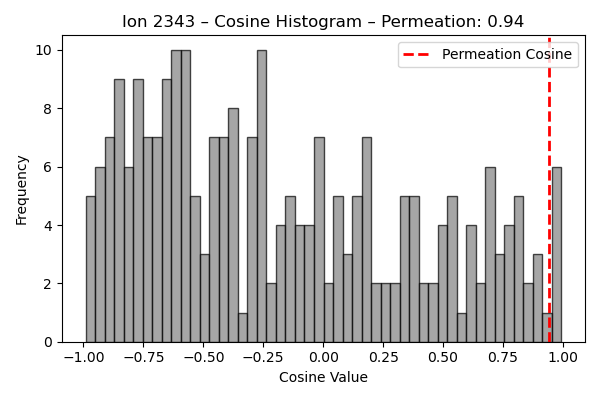 Ion 2343 – Cosine Histogram – Permeation: 0.94
Permeation Cosine
Frequency
10
8
6
4
2
0
−1.00 −0.75 −0.50 −0.25 0.00 0.25 0.50 0.75 1.00
Cosine Value